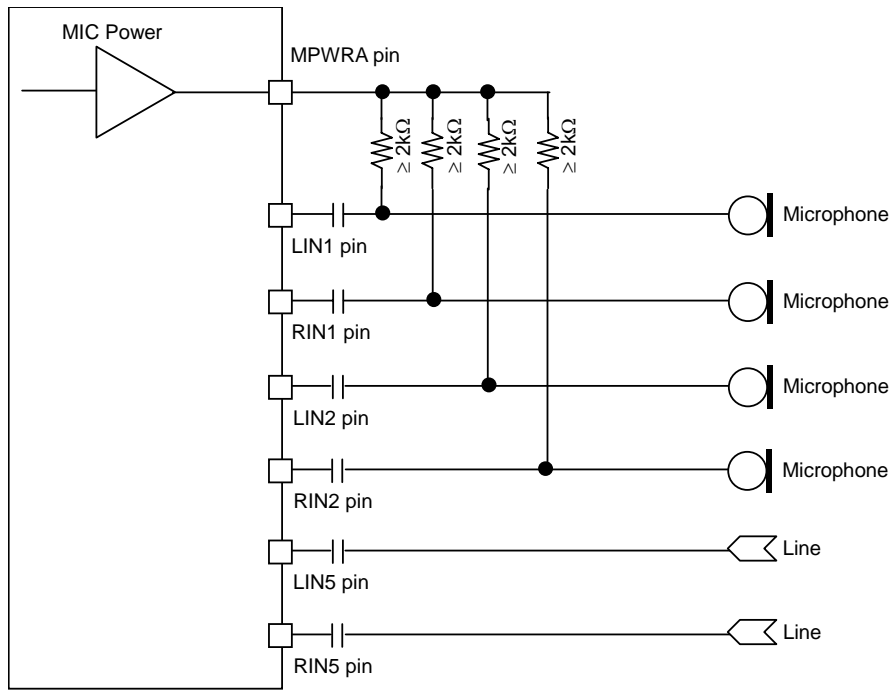 MIC Power
MPWRA pin
≥ 2kΩ
≥ 2kΩ
≥ 2kΩ
≥ 2kΩ
Microphone
LIN1 pin
Microphone
RIN1 pin
Microphone
LIN2 pin
Microphone
RIN2 pin
Line
LIN5 pin
Line
RIN5 pin